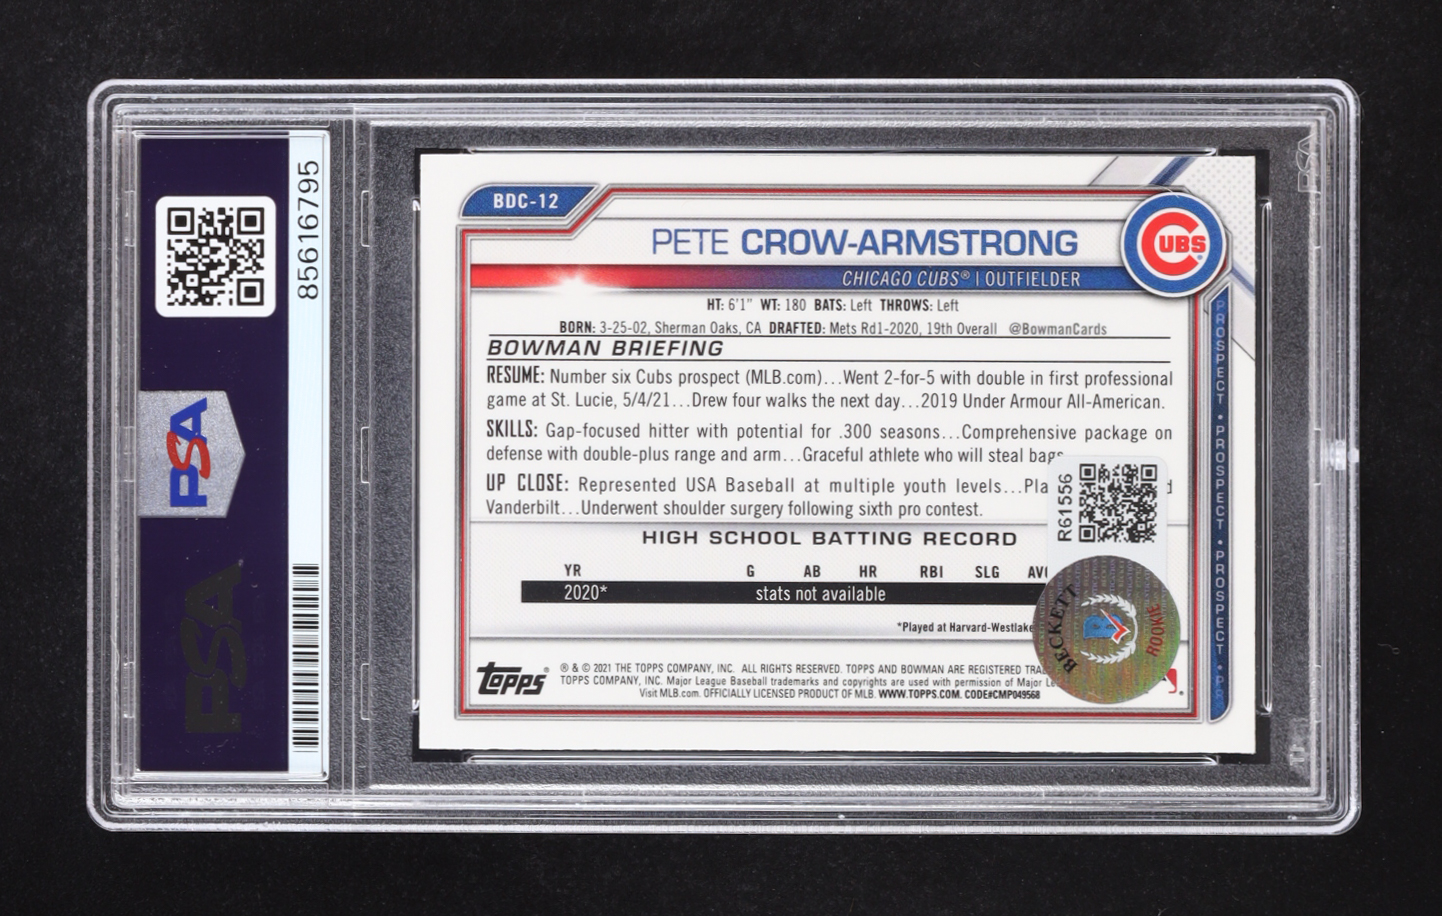 85616795
PSA
PSA
BDC-12
PETE CROW-ARMSTRONG
CUBS
CHICAGO CUBS® | OUTFIELDER
HT: 6'1" WT: 180 BATS: Left THROWS: Left
BORN: 3-25-02, Sherman Oaks, CA DRAFTED: Mets Rd1-2020, 19th Overall @BowmanCards
BOWMAN BRIEFING
RESUME: Number six Cubs prospect (MLB.com)...Went 2-for-5 with double in first professional
game at St. Lucie, 5/4/21...Drew four walks the next day...2019 Under Armour All-American.
SKILLS: Gap-focused hitter with potential for .300 seasons...Comprehensive package on
defense with double-plus range and arm...Graceful athlete who will steal bags
UP CLOSE: Represented USA Baseball at multiple youth levels...
Vanderbilt...Underwent shoulder surgery following sixth pro contest.
HIGH SCHOOL BATTING RECORD
YR G AB HR RBI SLG
2020* stats not available
*Played at Harvard-Westlake
TOPPS
® & © 2021 THE TOPPS COMPANY, INC. ALL RIGHTS RESERVED. TOPPS AND BOWMAN ARE REGISTERED
TOPPS COMPANY, INC. Major League Baseball trademarks and copyrights are used with permission of Major
Visit MLB.com. OFFICIALLY LICENSED PRODUCT OF MLB. WWW.TOPPS.COM. CODE#CMP049568
R61556
BECKETT
ROOKIE
PROSPECT • PROSPECT • PROSPECT • PR
PSA